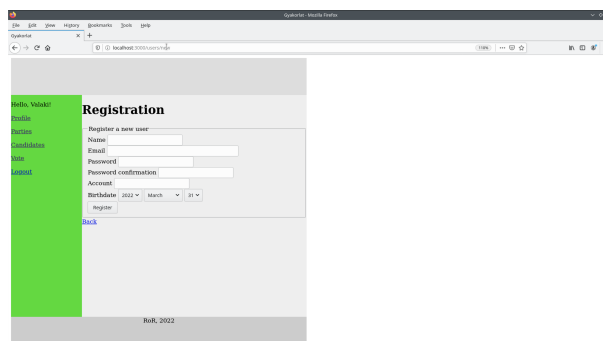 Gyakorlat - Mozilla Firefox
File Edit View History Bookmarks Tools Help
Gyakorlat
localhost:3000/users/new
110%
Hello, Valaki!
Profile
Parties
Candidates
Vote
Logout
Registration
Register a new user
Name
Email
Password
Password confirmation
Account
Birthdate 2022 March 31
Register
Back
RoR, 2022